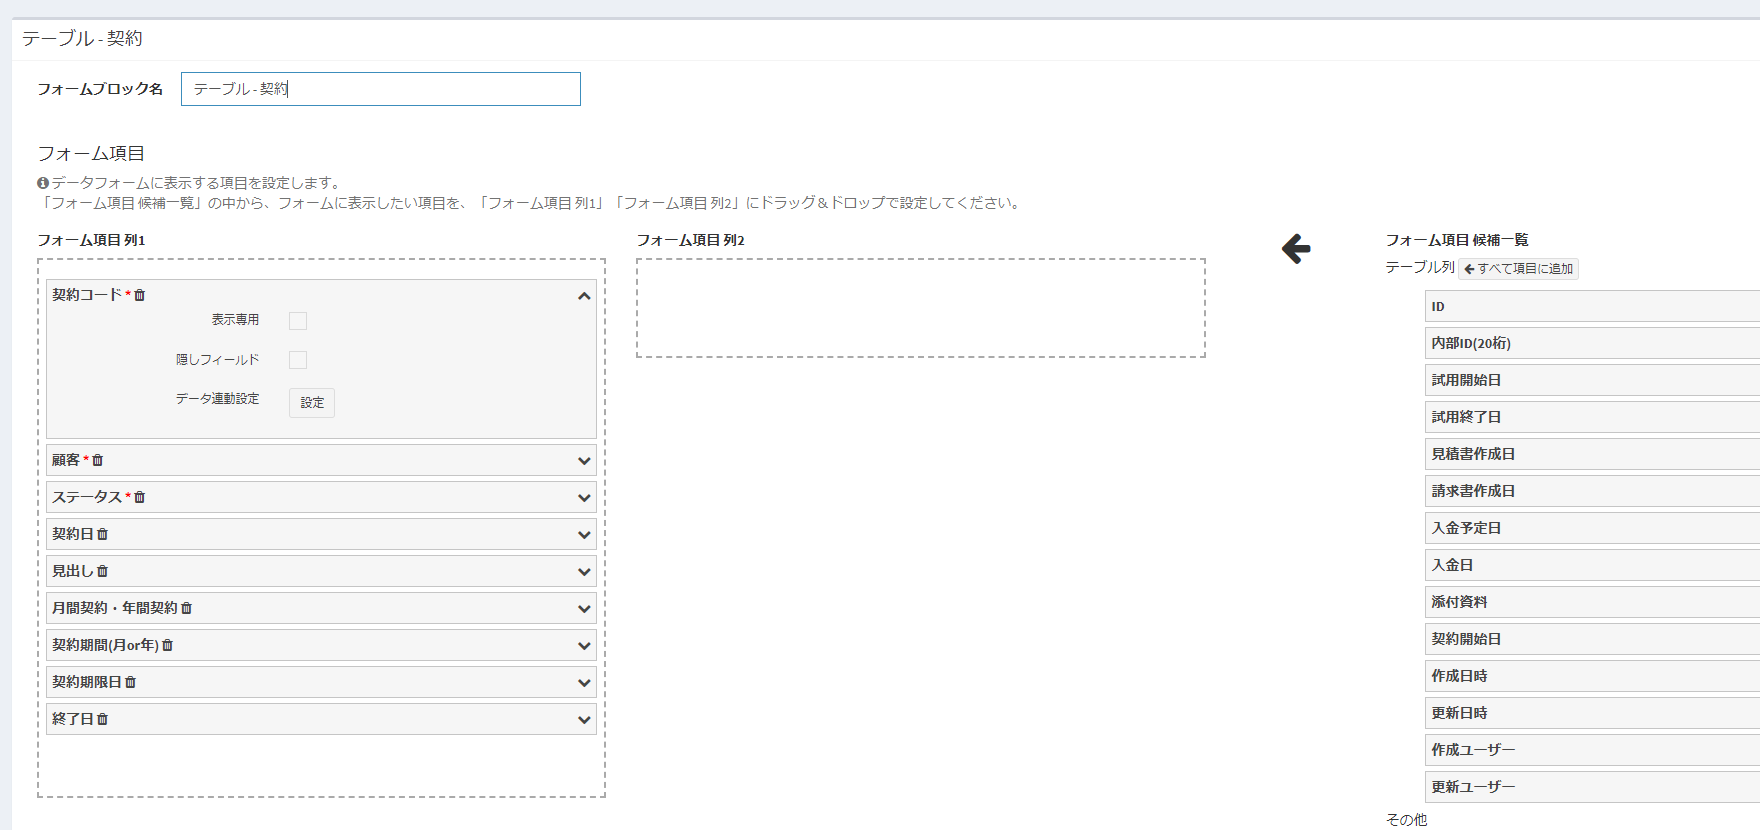 テーブル - 契約
フォームブロック名
テーブル - 契約
フォーム項目
データフォームに表示する項目を設定します。
「フォーム項目 候補一覧」の中から、フォームに表示したい項目を、「フォーム項目 列1」「フォーム項目 列2」にドラッグ＆ドロップで設定してください。
フォーム項目 列1
契約コード *
表示専用
隠しフィールド
データ連動設定
設定
顧客 *
ステータス *
契約日
見出し
月間契約・年間契約
契約期間(月or年)
契約期限日
終了日
フォーム項目 列2
フォーム項目 候補一覧
テーブル列
すべて項目に追加
ID
内部ID(20桁)
試用開始日
試用終了日
見積書作成日
請求書作成日
入金予定日
入金日
添付資料
契約開始日
作成日時
更新日時
作成ユーザー
更新ユーザー
その他